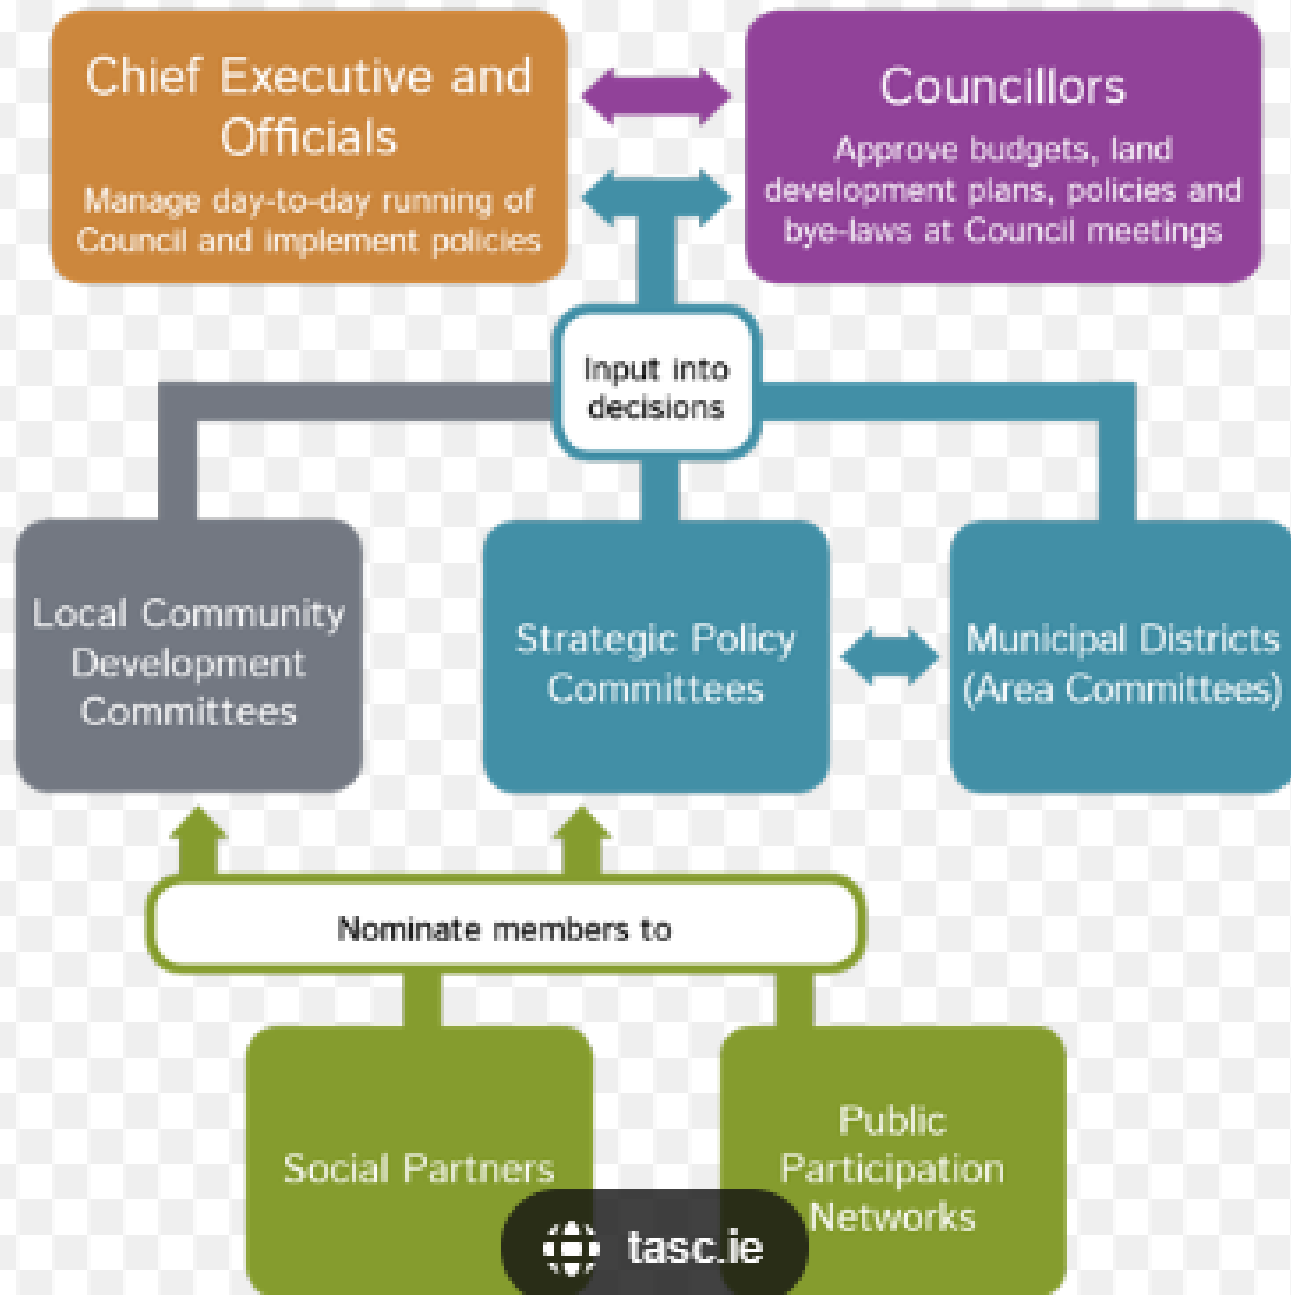 Chief Executive and
Officials
Manage day-to-day running of
Council and implement policies
Councillors
Approve budgets, land
development plans, policies and
bye-laws at Council meetings
Input into
decisions
Local Community
Development
Committees
Strategic Policy
Committees
Municipal Districts
(Area Committees)
Nominate members to
Social Partners
Public
Participation
Networks
tasc.ie